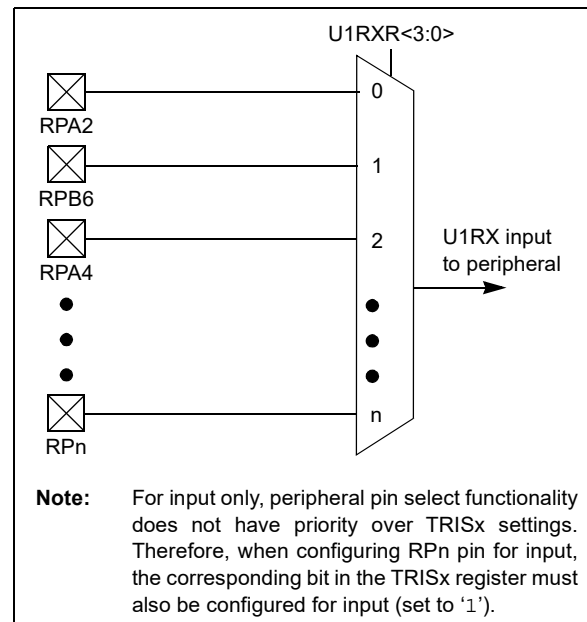 U1RXR<3:0>
0
RPA2
1
RPB6
2
RPA4
U1RX input
to peripheral
n
RPn
Note: For input only, peripheral pin select functionality
does not have priority over TRISx settings.
Therefore, when configuring RPn pin for input,
the corresponding bit in the TRISx register must
also be configured for input (set to ‘1’).